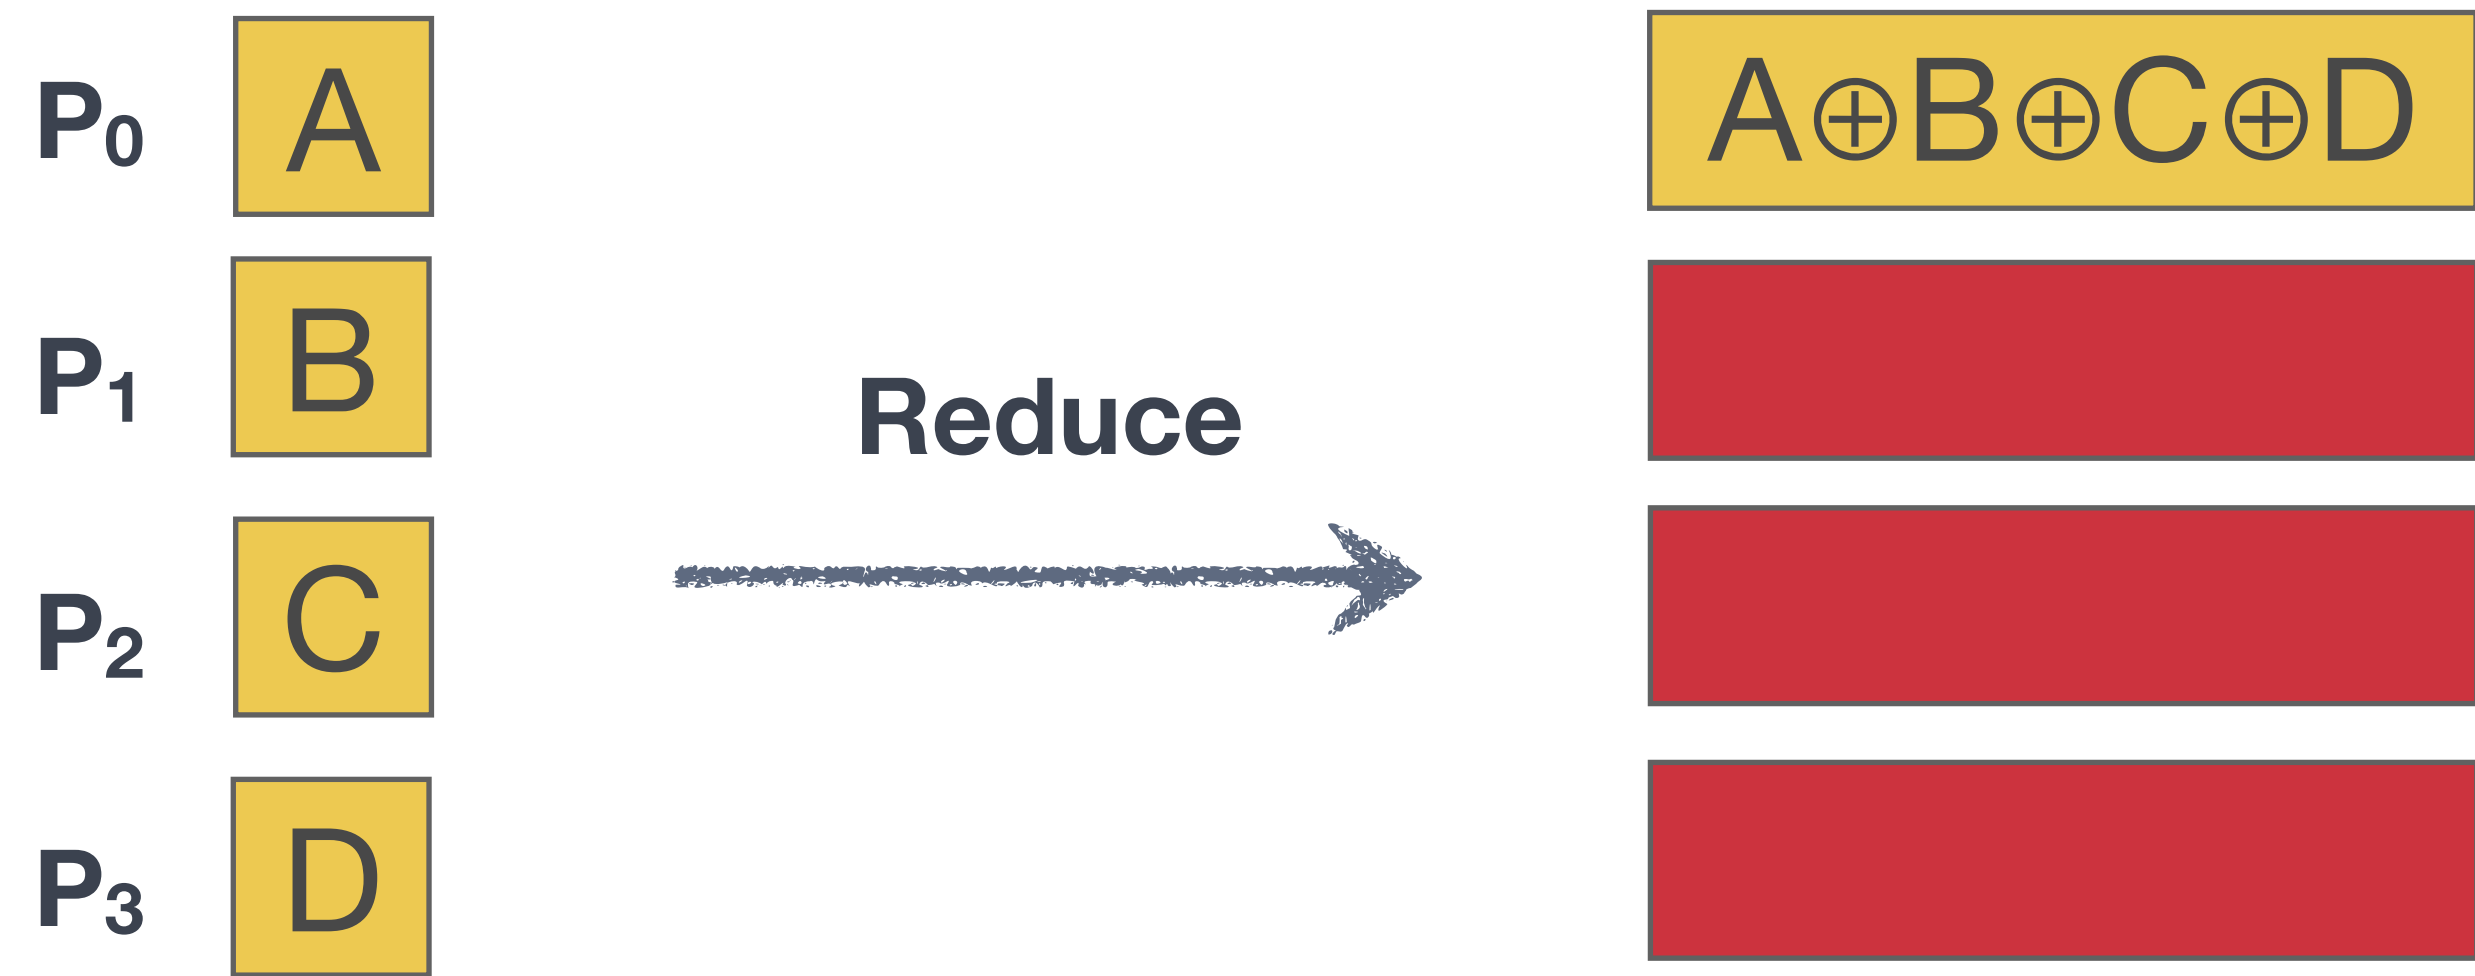 P₀ A A⊕B⊕C⊕D
P₁ B
Reduce
P₂ C
P₃ D